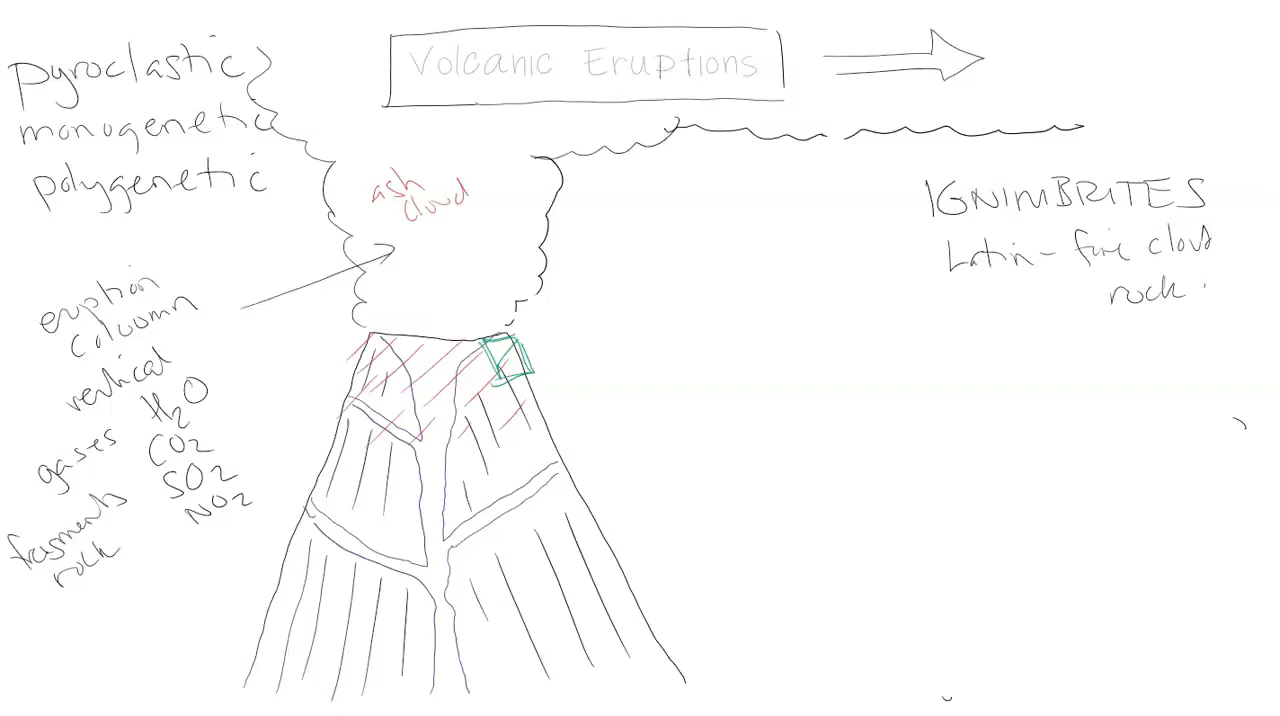 Volcanic Eruptions
pyroclastic
monogenetic
polygenetic
ash
cloud
IGNIMBRITES
Latin - fire cloud
rock.
eruption
coloumn
vertical
H2O
gases CO2
SO2
NO2
fragments
rock